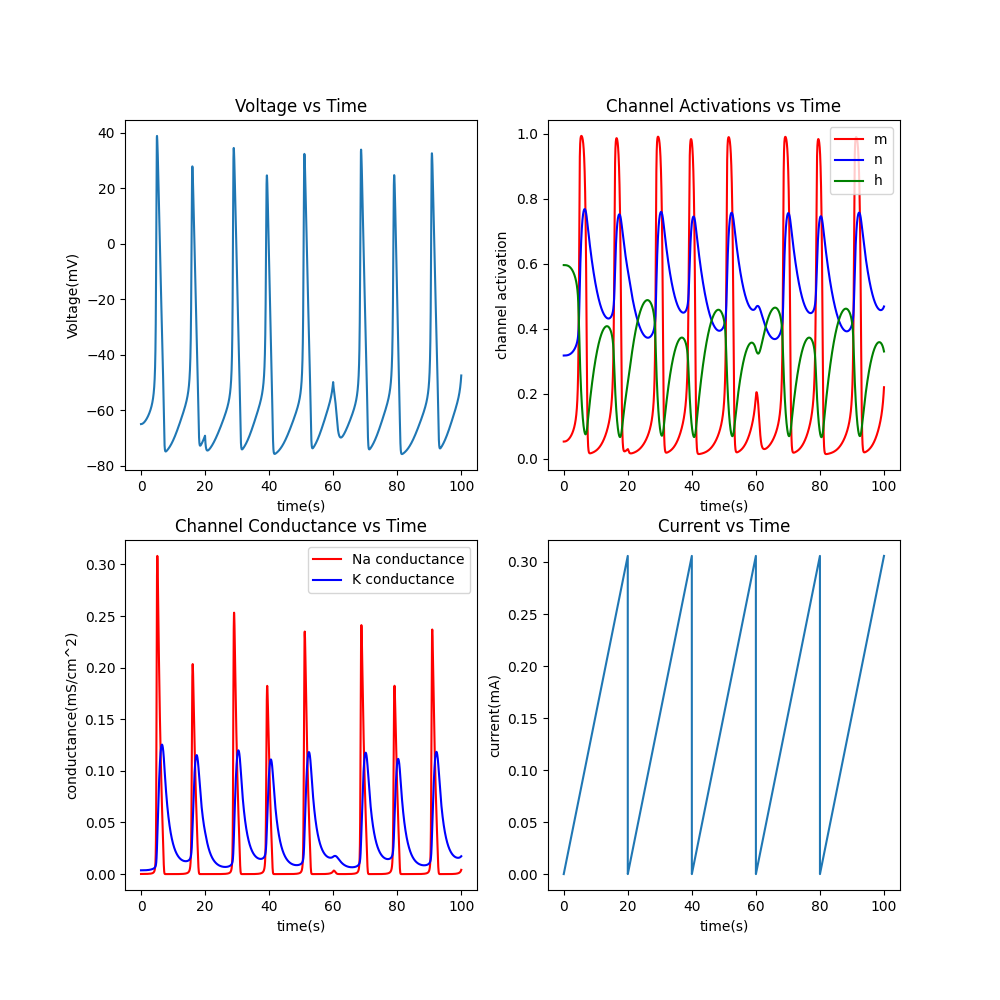 Voltage vs Time
Channel Activations vs Time
40
20
0
−20
−40
−60
−80
Voltage(mV)
0 20 40 60 80 100
time(s)
1.0
0.8
0.6
0.4
0.2
0.0
channel activation
m
n
h
0 20 40 60 80 100
time(s)
Channel Conductance vs Time
Current vs Time
0.30
0.25
0.20
0.15
0.10
0.05
0.00
conductance(mS/cm^2)
Na conductance
K conductance
0 20 40 60 80 100
time(s)
0.30
0.25
0.20
0.15
0.10
0.05
0.00
current(mA)
0 20 40 60 80 100
time(s)